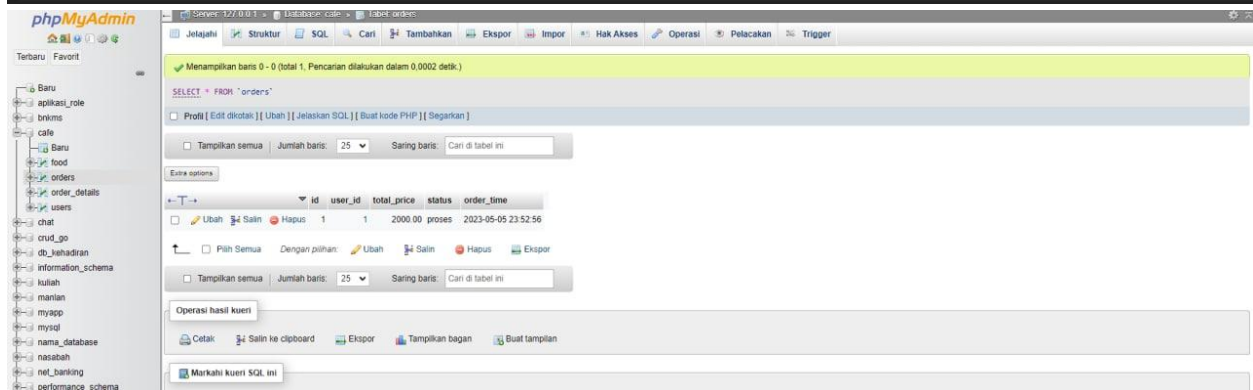 phpMyAdmin
Terbaru Favorit
Baru
aplikasi_role
bnkms
cafe
Baru
food
orders
order_details
users
chat
crud_go
db_kehadiran
information_schema
kuliah
manian
myapp
mysql
nama_database
nasabah
net_banking
performance_schema
Server: 127.0.0.1 » Database: cafe » Tabel: orders
Jelajahi Struktur SQL Cari Tambahkan Ekspor Impor Hak Akses Operasi Pelacakan Trigger
Menampilkan baris 0 - 0 (total 1, Pencarian dilakukan dalam 0,0002 detik.)
SELECT * FROM `orders`
Profil [ Edit dikotak ] [ Ubah ] [ Jelaskan SQL ] [ Buat kode PHP ] [ Segarkan ]
Tampilkan semua | Jumlah baris: 25 Saring baris: Cari di tabel ini
Extra options
←T→ id user_id total_price status order_time
Ubah Salin Hapus 1 1 2000.00 proses 2023-05-05 23:52:56
Pilih Semua Dengan pilihan: Ubah Salin Hapus Ekspor
Tampilkan semua | Jumlah baris: 25 Saring baris: Cari di tabel ini
Operasi hasil kueri
Cetak Salin ke clipboard Ekspor Tampilkan bagan Buat tampilan
Markahi kueri SQL ini